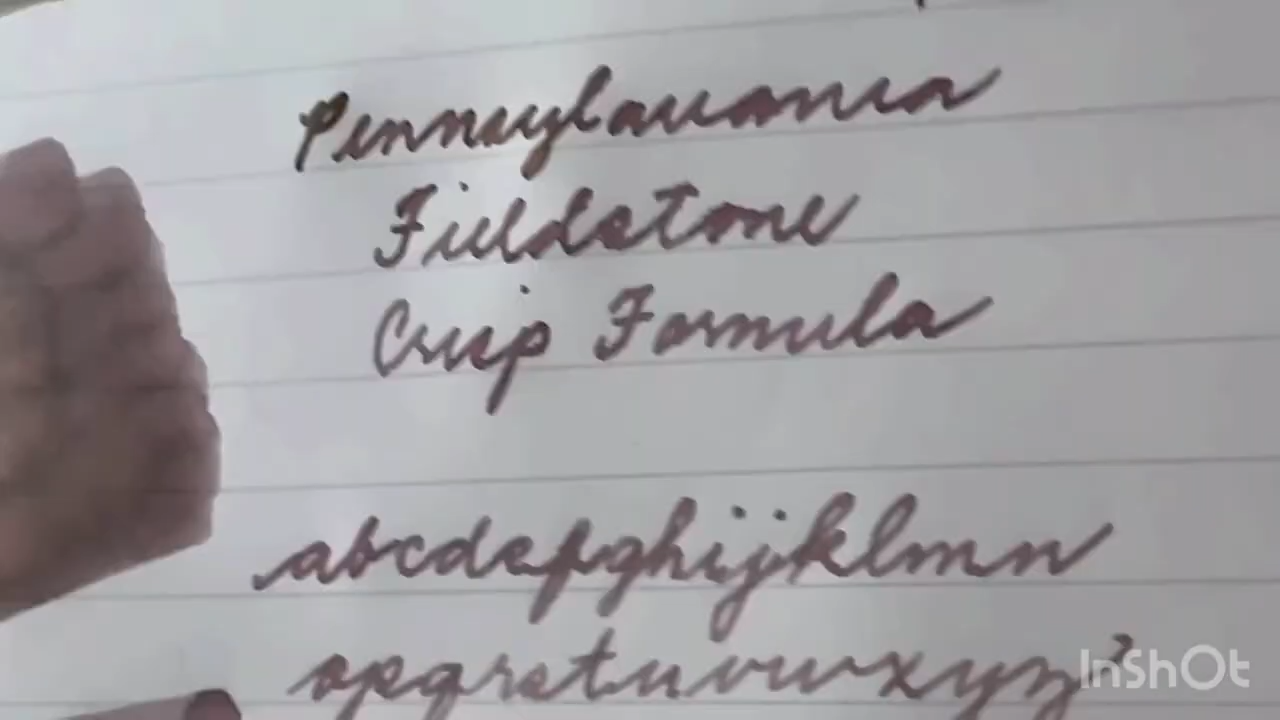 Pennsylvania
Fieldstone
Crisp Formula
abcdefghijklmn
opqrstuvwxyz
InShOt